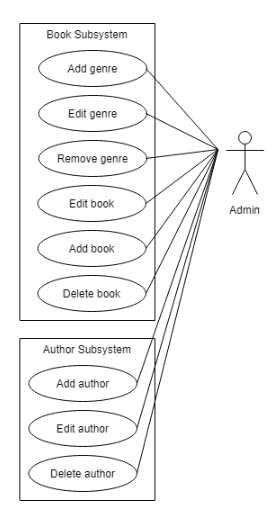 Book Subsystem
Add genre
Edit genre
Remove genre
Edit book
Add book
Delete book
Admin
Author Subsystem
Add author
Edit author
Delete author